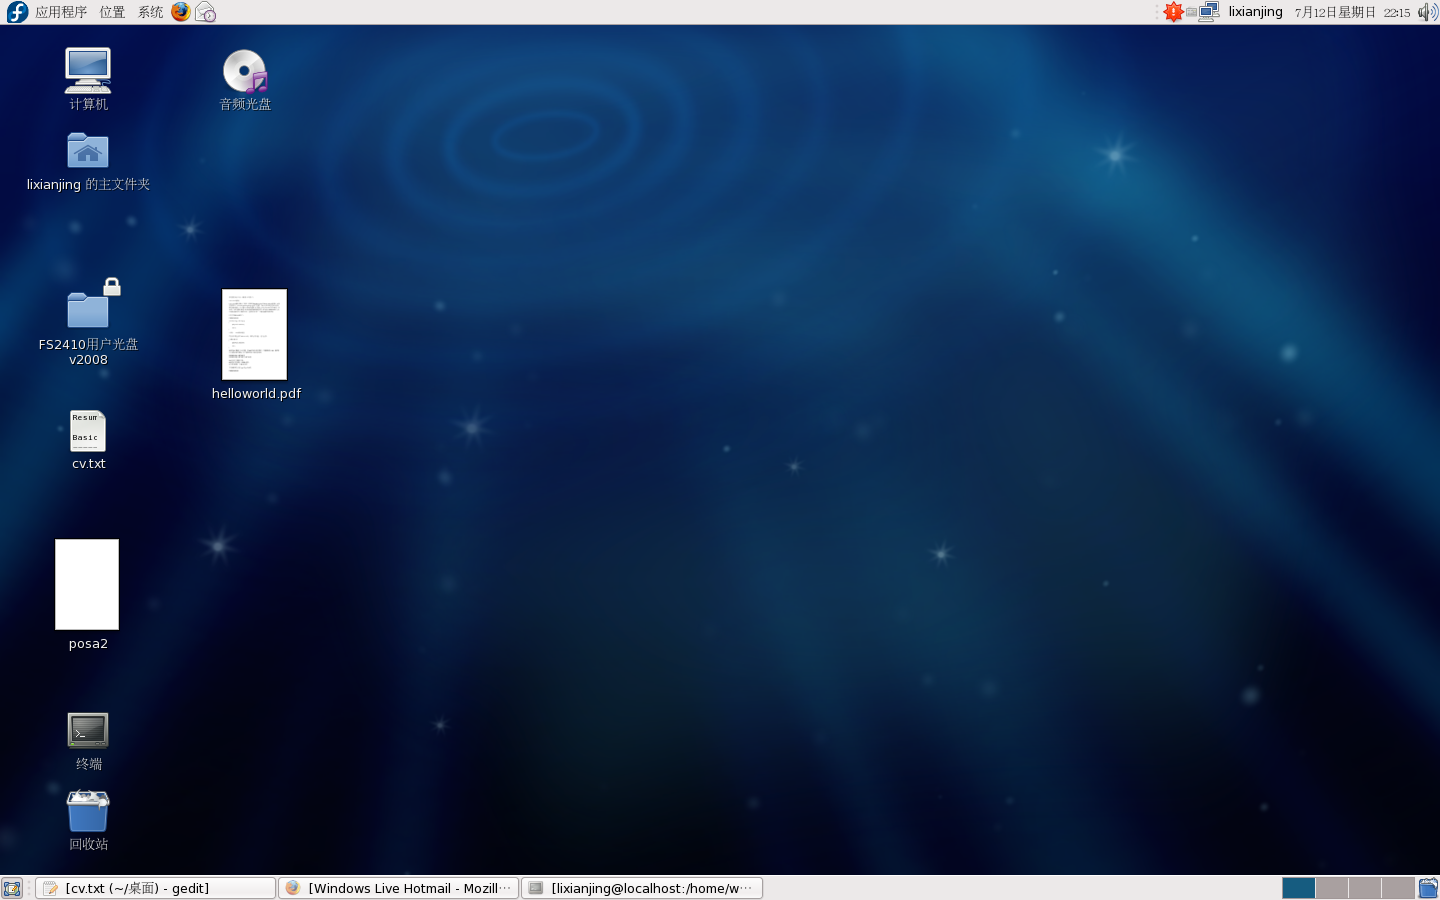 应用程序 位置 系统
lixianjing 7月12日星期日 22:15
计算机
音频光盘
lixianjing 的主文件夹
FS2410用户光盘
v2008
helloworld.pdf
Resum
Basic
cv.txt
posa2
终端
回收站
[cv.txt (~/桌面) - gedit]
[Windows Live Hotmail - Mozill…
[lixianjing@localhost:/home/w…